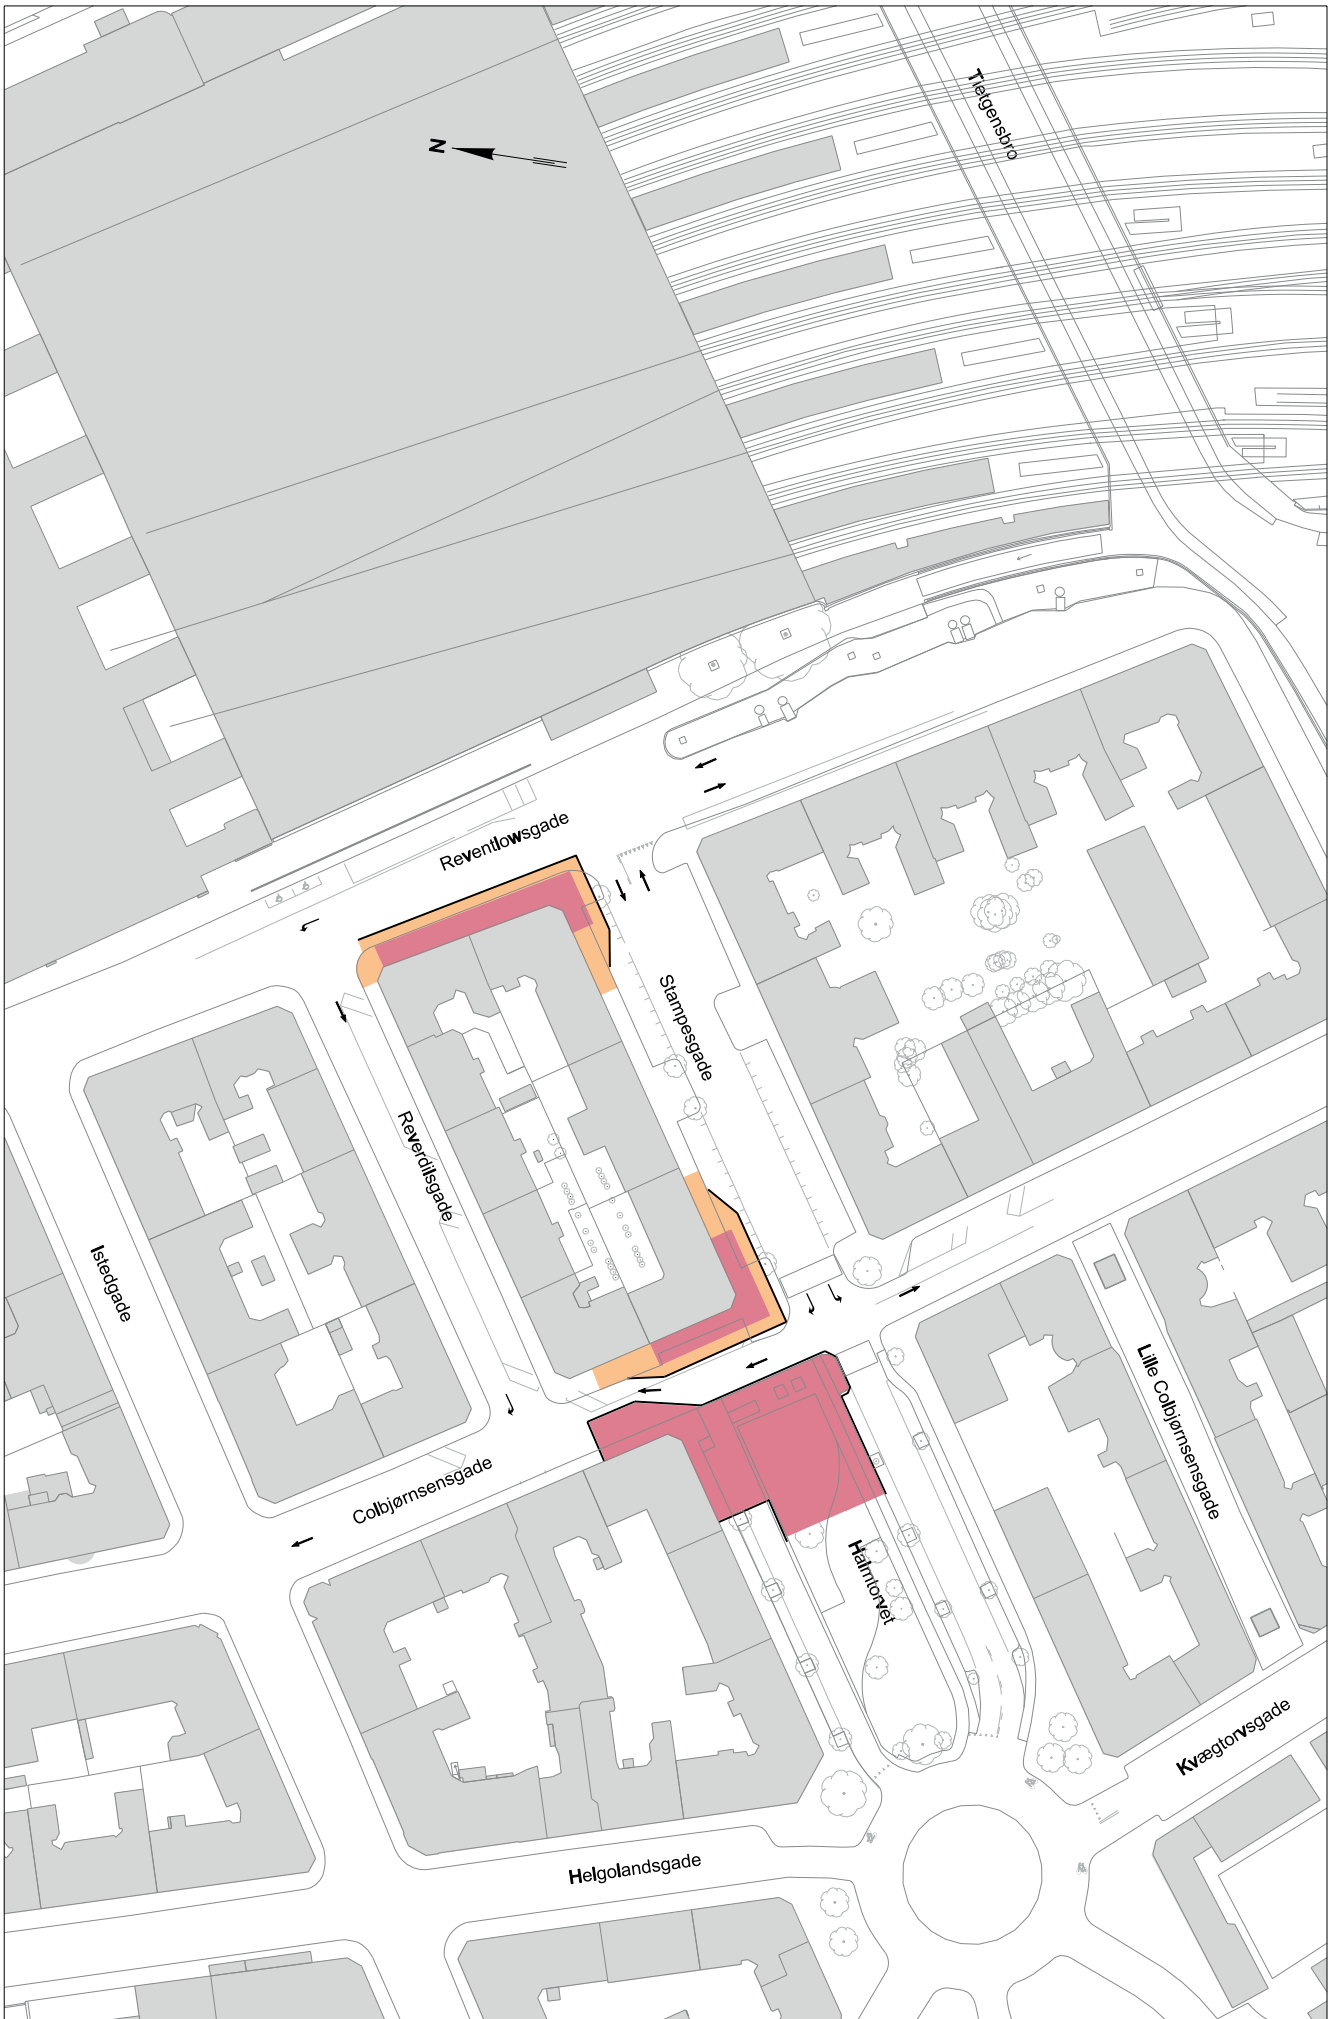 Tietgensbro
N
Reventlowsgade
Stampesgade
Reverdilsgade
Istedgade
Lille Colbjørnsensgade
Colbjørnsensgade
Halmtorvet
Kvægtorvsgade
Helgolandsgade